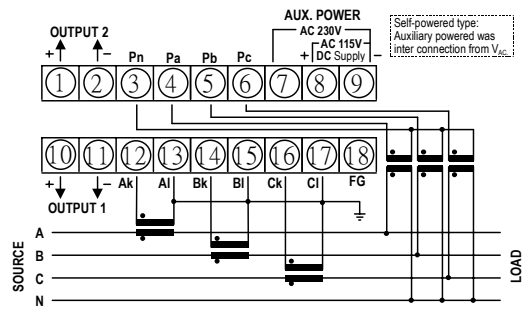 AUX. POWER
Self-powered type:
Auxiliary powered was
inter connection from VAC.
OUTPUT 2
AC 230V
AC 115V
+ − Pn Pa Pb Pc + DC Supply −
1 2 3 4 5 6 7 8 9
10 11 12 13 14 15 16 17 18
+ − Ak Al Bk Bl Ck Cl FG
OUTPUT 1
SOURCE
A
B
C
N
LOAD